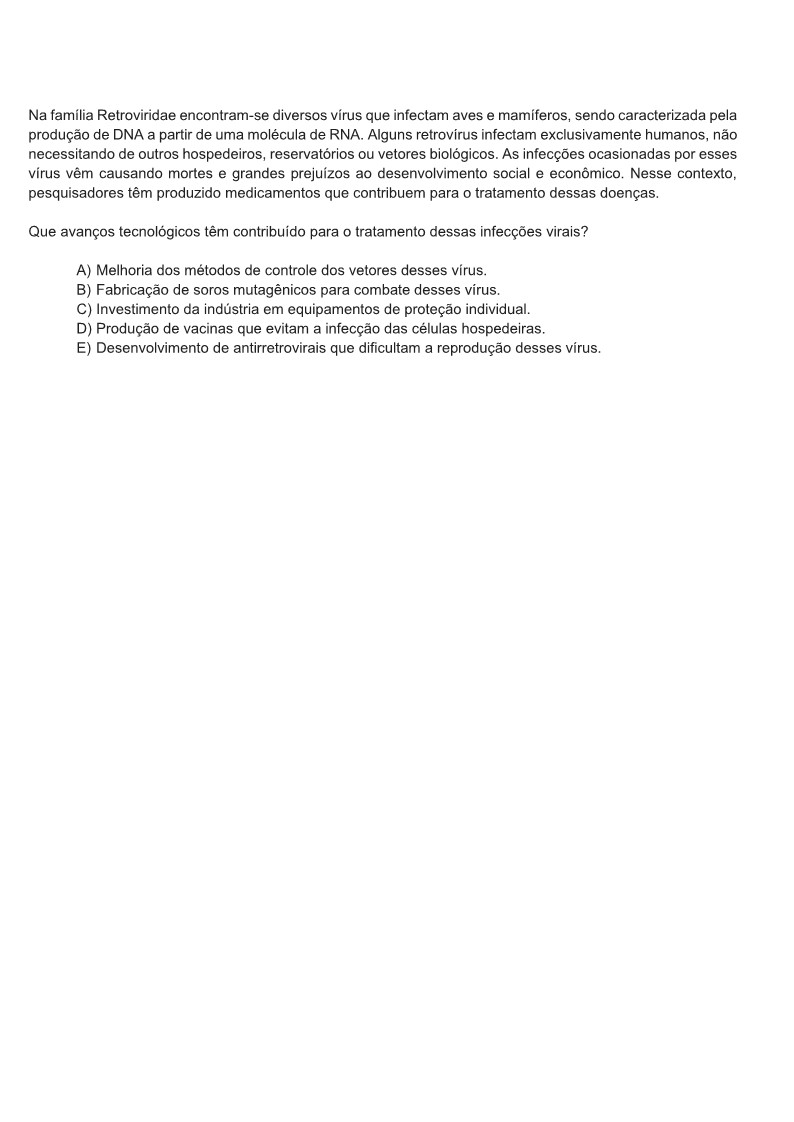 Na família Retroviridae encontram-se diversos vírus que infectam aves e mamíferos, sendo caracterizada pela
produção de DNA a partir de uma molécula de RNA. Alguns retrovírus infectam exclusivamente humanos, não
necessitando de outros hospedeiros, reservatórios ou vetores biológicos. As infecções ocasionadas por esses
vírus vêm causando mortes e grandes prejuízos ao desenvolvimento social e econômico. Nesse contexto,
pesquisadores têm produzido medicamentos que contribuem para o tratamento dessas doenças.
Que avanços tecnológicos têm contribuído para o tratamento dessas infecções virais?
A) Melhoria dos métodos de controle dos vetores desses vírus.
B) Fabricação de soros mutagênicos para combate desses vírus.
C) Investimento da indústria em equipamentos de proteção individual.
D) Produção de vacinas que evitam a infecção das células hospedeiras.
E) Desenvolvimento de antirretrovirais que dificultam a reprodução desses vírus.